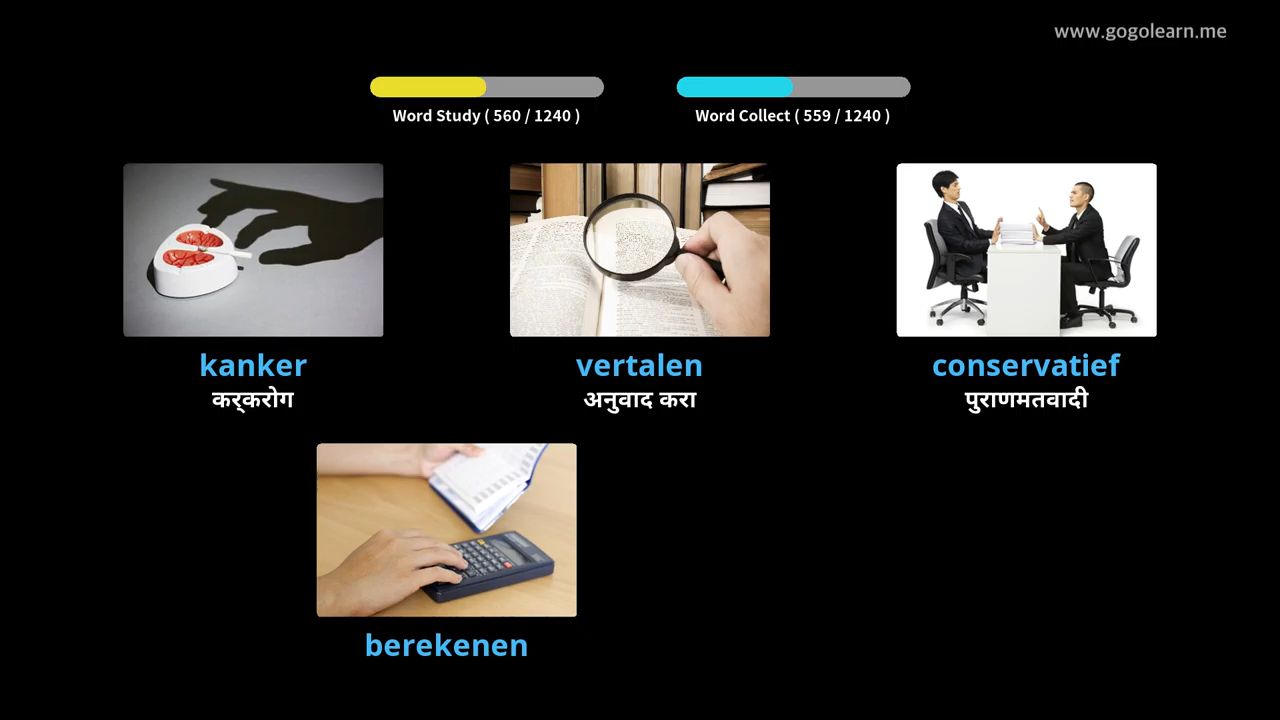 www.gogolearn.me
Word Study ( 560 / 1240 )
Word Collect ( 559 / 1240 )
kanker
कर्‍करोग
vertalen
अनुवाद करा
conservatief
पुराणमतवादी
berekenen